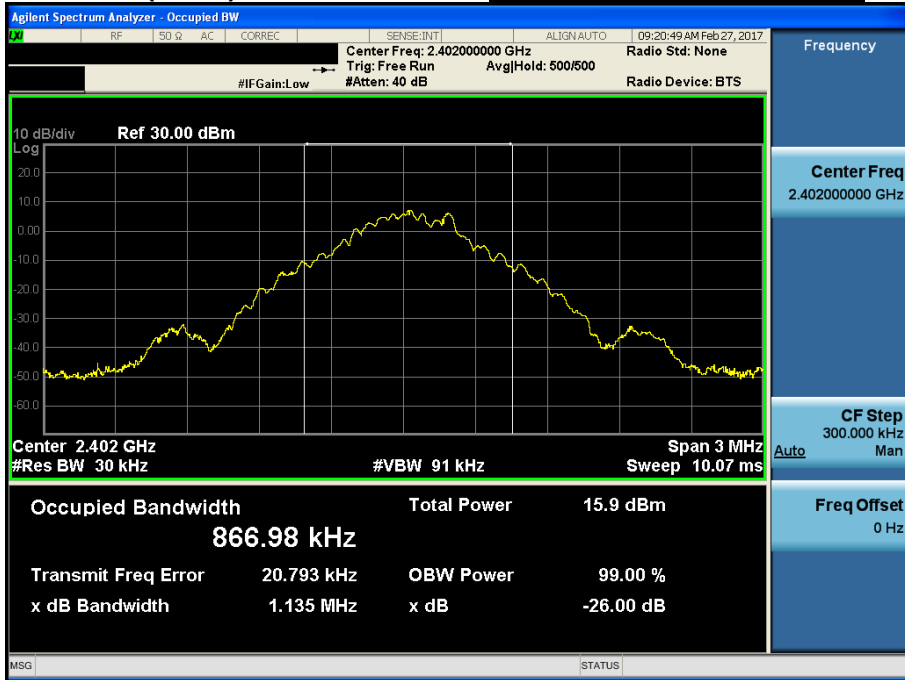 Agilent Spectrum Analyzer - Occupied BW
LXI RF 50 Ω AC CORREC SENSE:INT ALIGN AUTO 09:20:49 AM Feb 27, 2017
Center Freq: 2.402000000 GHz Radio Std: None
Trig: Free Run Avg|Hold: 500/500
#IFGain:Low #Atten: 40 dB Radio Device: BTS
Frequency
10 dB/div Ref 30.00 dBm
Log
20.0
10.0
0.00
-10.0
-20.0
-30.0
-40.0
-50.0
-60.0
Center 2.402 GHz Span 3 MHz
#Res BW 30 kHz #VBW 91 kHz Sweep 10.07 ms
Occupied Bandwidth Total Power 15.9 dBm
866.98 kHz
Transmit Freq Error 20.793 kHz OBW Power 99.00 %
x dB Bandwidth 1.135 MHz x dB -26.00 dB
Center Freq
2.402000000 GHz
CF Step
300.000 kHz
Auto Man
Freq Offset
0 Hz
MSG STATUS